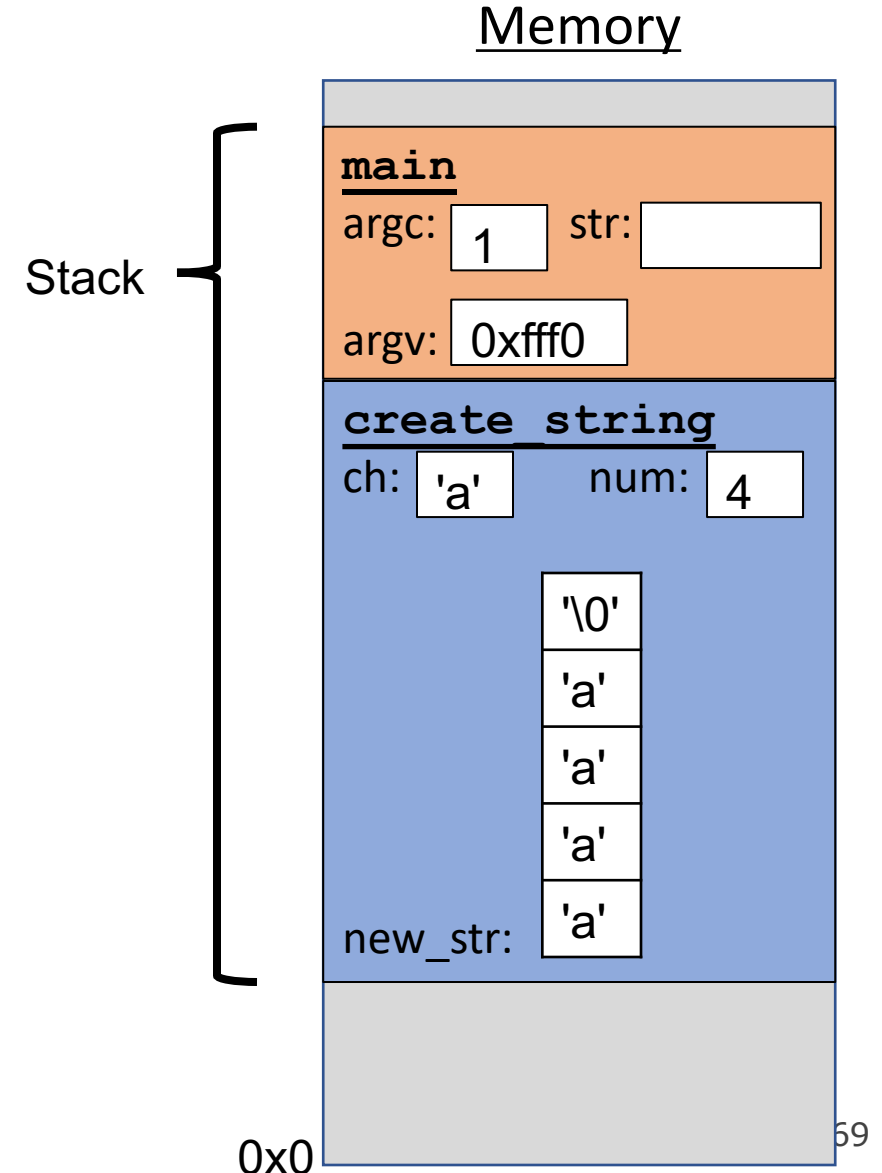 Memory
main
argc: 1 str:
Stack
argv: 0xfff0
create_string
ch: 'a' num: 4
'\0'
'a'
'a'
'a'
new_str: 'a'
69
0x0